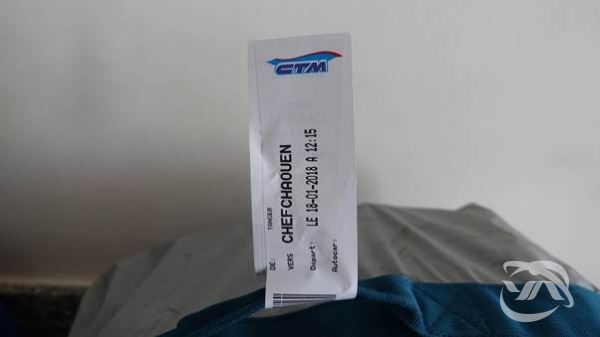 CTM
DE: TANGER
VERS CHEFCHAOUEN
Départ: LE 18-01-2018 A 12:15
Autocar: